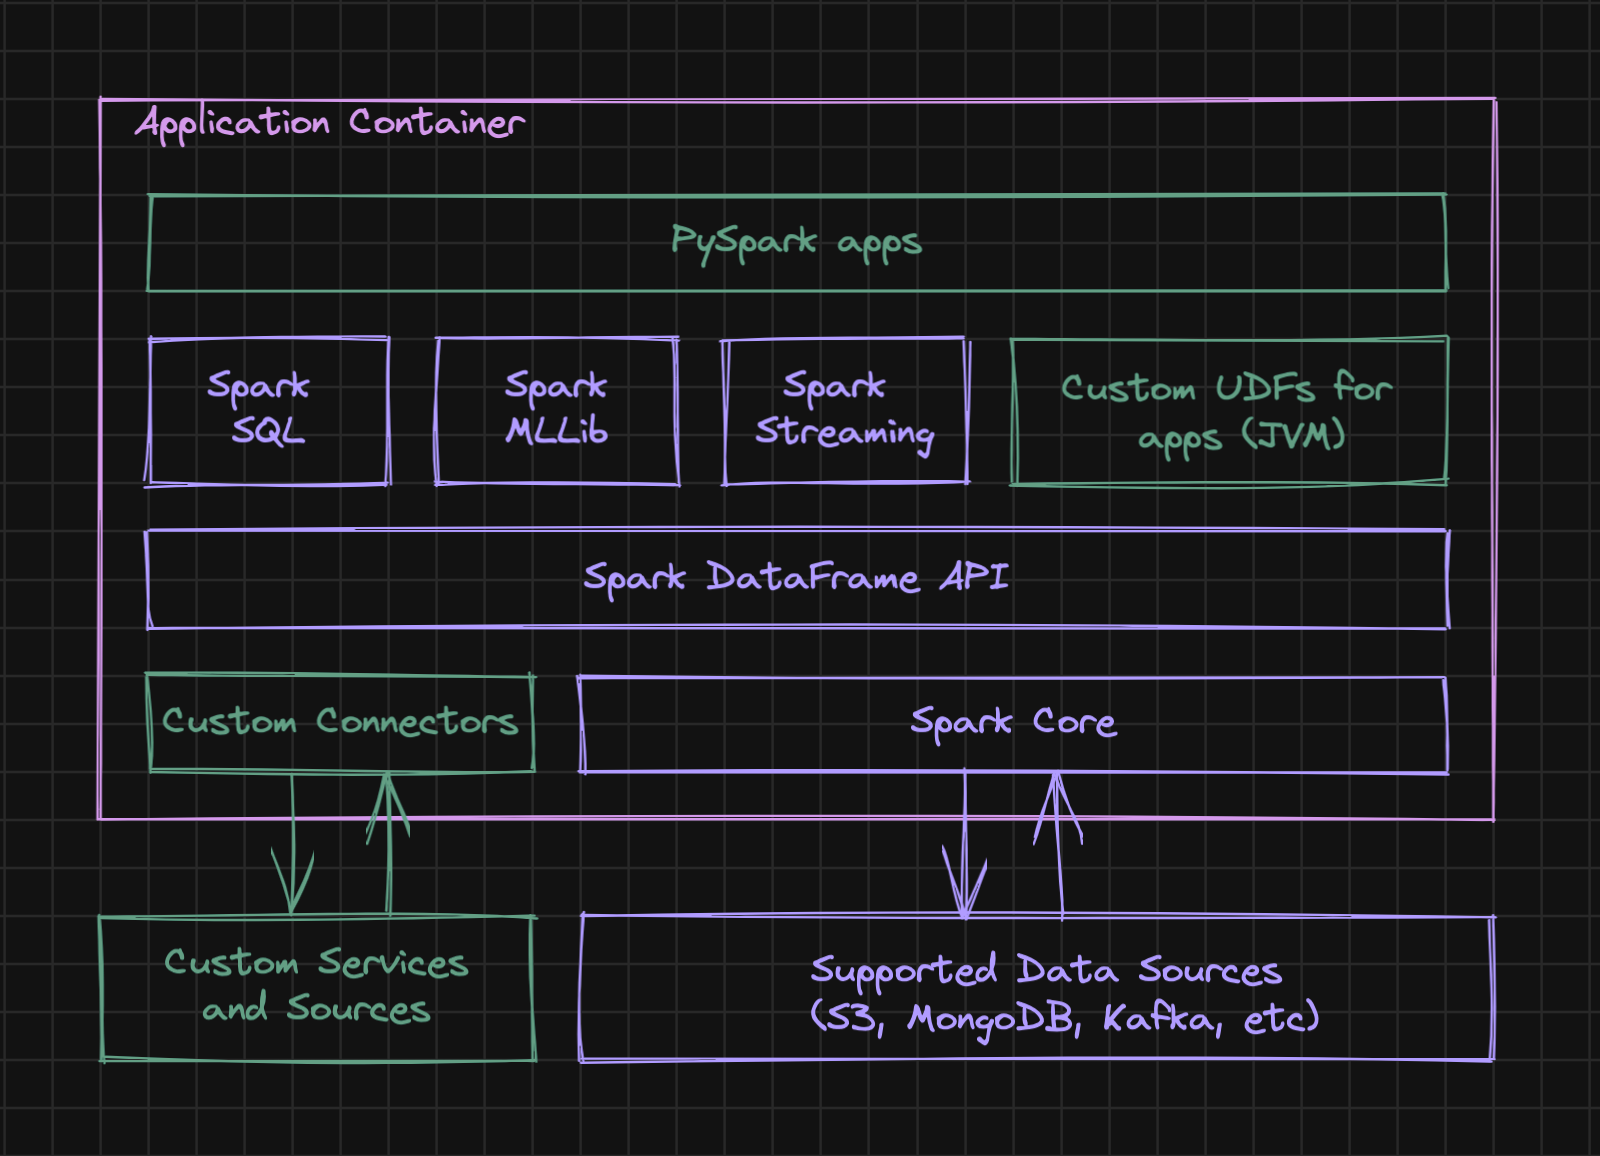 Application Container
PySpark apps
Spark
SQL
Spark
MLLib
Spark
Streaming
Custom UDFs for
apps (JVM)
Spark DataFrame API
Custom Connectors
Spark Core
Custom Services
and Sources
Supported Data Sources
(S3, MongoDB, Kafka, etc)